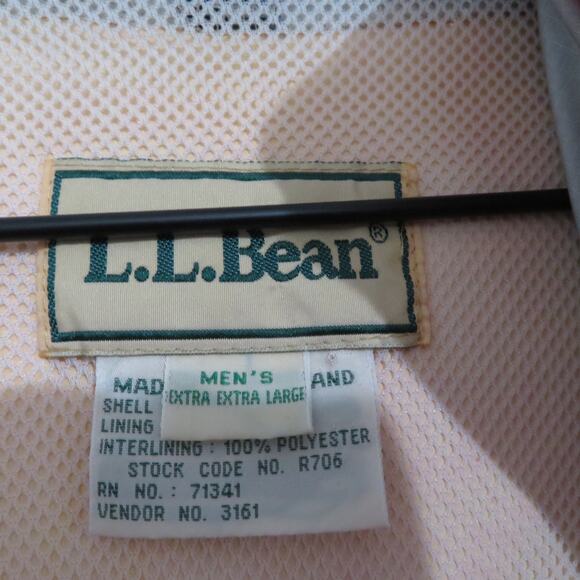 L.L.Bean®
MEN'S
EXTRA EXTRA LARGE
MAD AND
SHELL
LINING
INTERLINING : 100% POLYESTER
STOCK CODE NO. R706
RN NO. : 71341
VENDOR NO. 3161